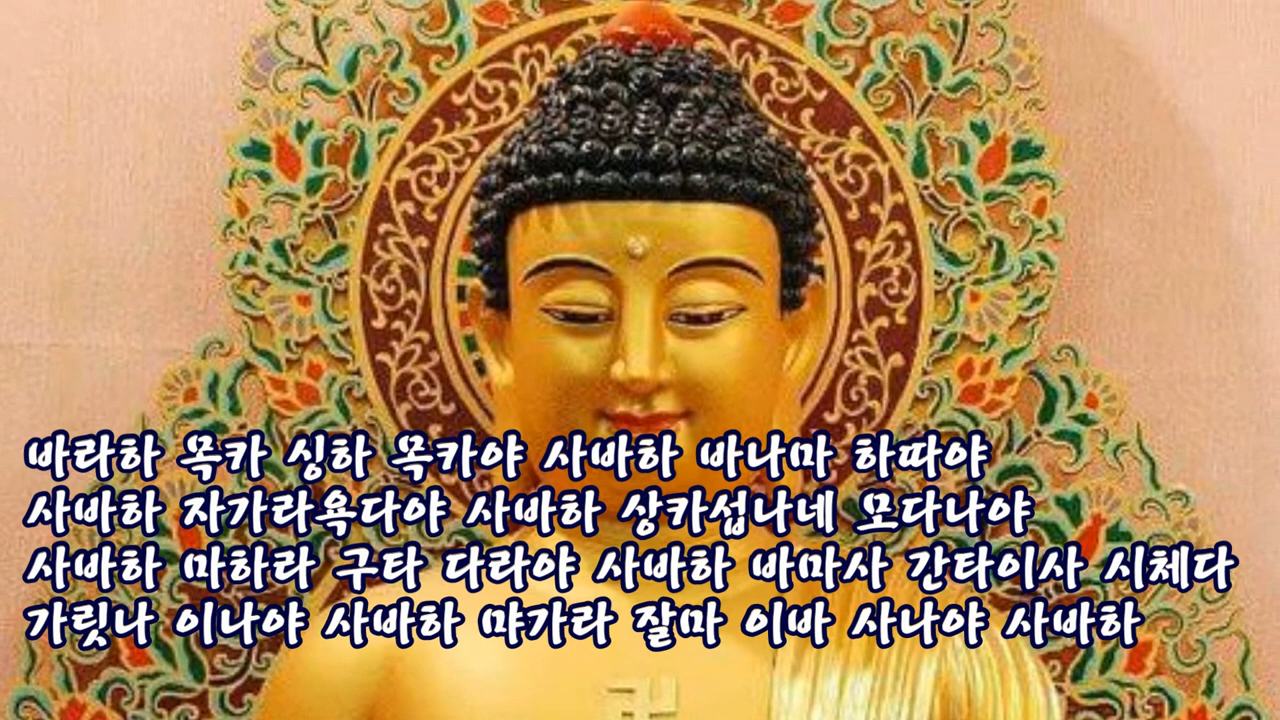 바라하 목카 싱하 목카야 사바하 바나마 하따야
사바하 자가라욕다야 사바하 상카섭나네 모다나야
사바하 마하라 구타 다라야 사바하 바마사 간타이사 시체다
가릿나 이나야 사바하 먀가라 잘마 이바 사나야 사바하